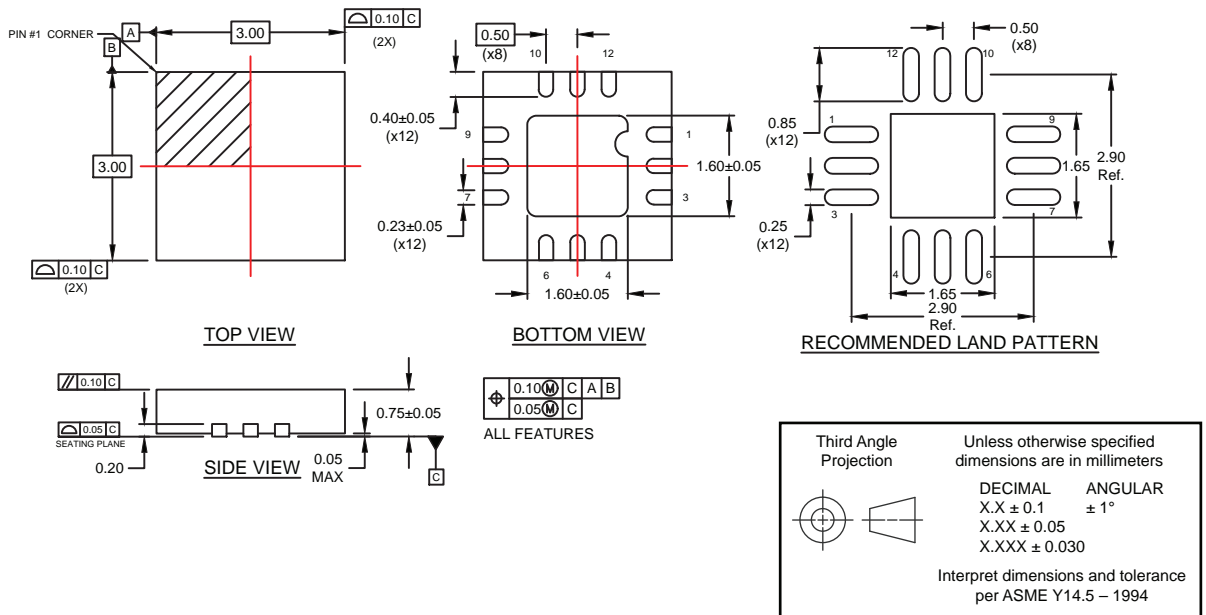 PIN #1 CORNER
A
B
3.00
⌓ 0.10 C
(2X)
3.00
⌓ 0.10 C
(2X)
TOP VIEW
0.50
(x8)
10
12
0.40±0.05
(x12)
9
1
7
3
0.23±0.05
(x12)
1.60±0.05
6
4
1.60±0.05
BOTTOM VIEW
0.50
(x8)
12
10
0.85
(x12)
1
9
1.65
2.90
Ref.
3
7
0.25
(x12)
4
6
1.65
2.90
Ref.
RECOMMENDED LAND PATTERN
// 0.10 C
⌓ 0.05 C
SEATING PLANE
0.20
SIDE VIEW
0.05
MAX
0.75±0.05
C
⌖ 0.10 Ⓜ C A B
0.05 Ⓜ C
ALL FEATURES
Third Angle
Projection
Unless otherwise specified
dimensions are in millimeters
DECIMAL ANGULAR
X.X ± 0.1 ± 1°
X.XX ± 0.05
X.XXX ± 0.030
Interpret dimensions and tolerance
per ASME Y14.5 – 1994